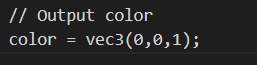 // Output color
color = vec3(0,0,1);